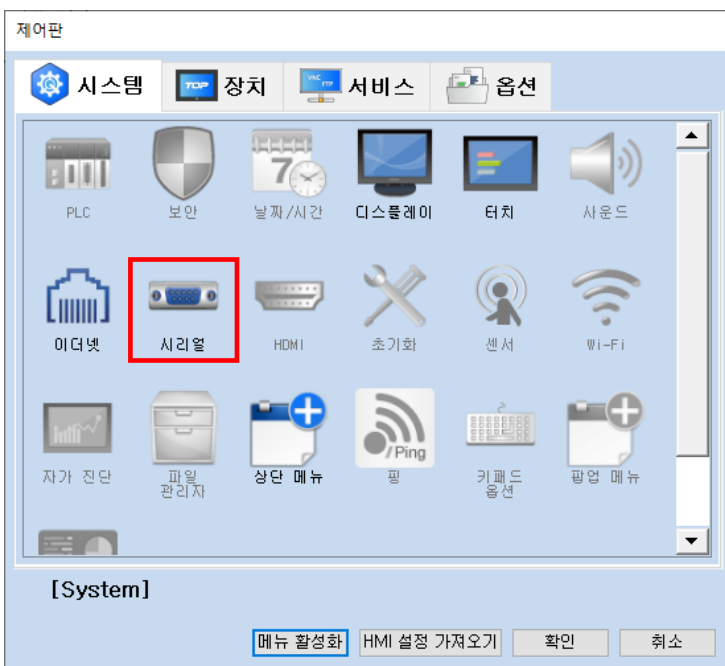 제어판
시스템
TOP
장치
VNC
FTP
서비스
옵션
PLC
보안
7
날짜/시간
디스플레이
터치
사운드
이더넷
시리얼
HDMI
초기화
센서
Wi-Fi
자가 진단
파일
관리자
상단 메뉴
/Ping
핑
키패드
옵션
팝업 메뉴
[System]
메뉴 활성화
HMI 설정 가져오기
확인
취소